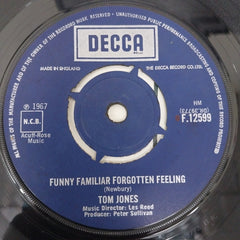 ALL RIGHTS OF THE MANUFACTURER AND OF THE OWNER OF THE RECORDED WORK RESERVED UNAUTHORISED PUBLIC PERFORMANCE BROADCASTING AND COPYING OF THIS RECORD PROHIBITED
DECCA
MADE IN ENGLAND
THE DECCA RECORD CO. LTD.
℗ 1967
N.C.B.
Acuff-Rose
Music
HM
F.12599
FUNNY FAMILIAR FORGOTTEN FEELING
(Newbury)
TOM JONES
Music Director: Les Reed
Producer: Peter Sullivan